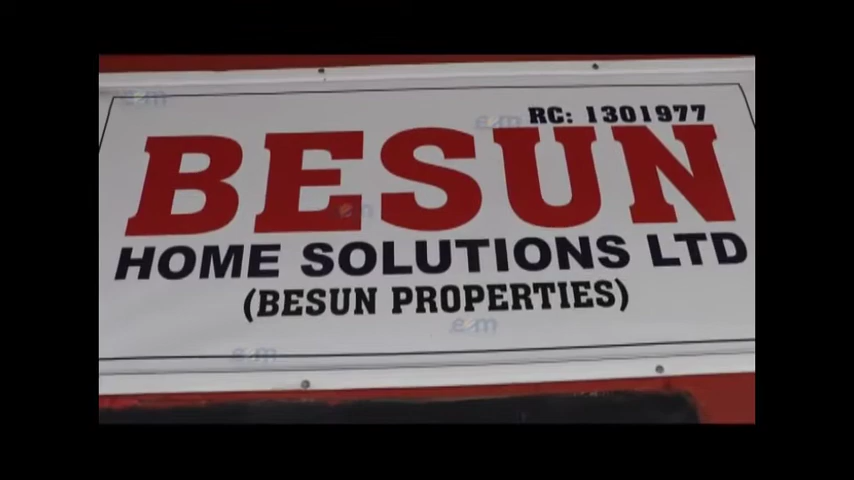 RC: 1301977
BESUN
HOME SOLUTIONS LTD
(BESUN PROPERTIES)